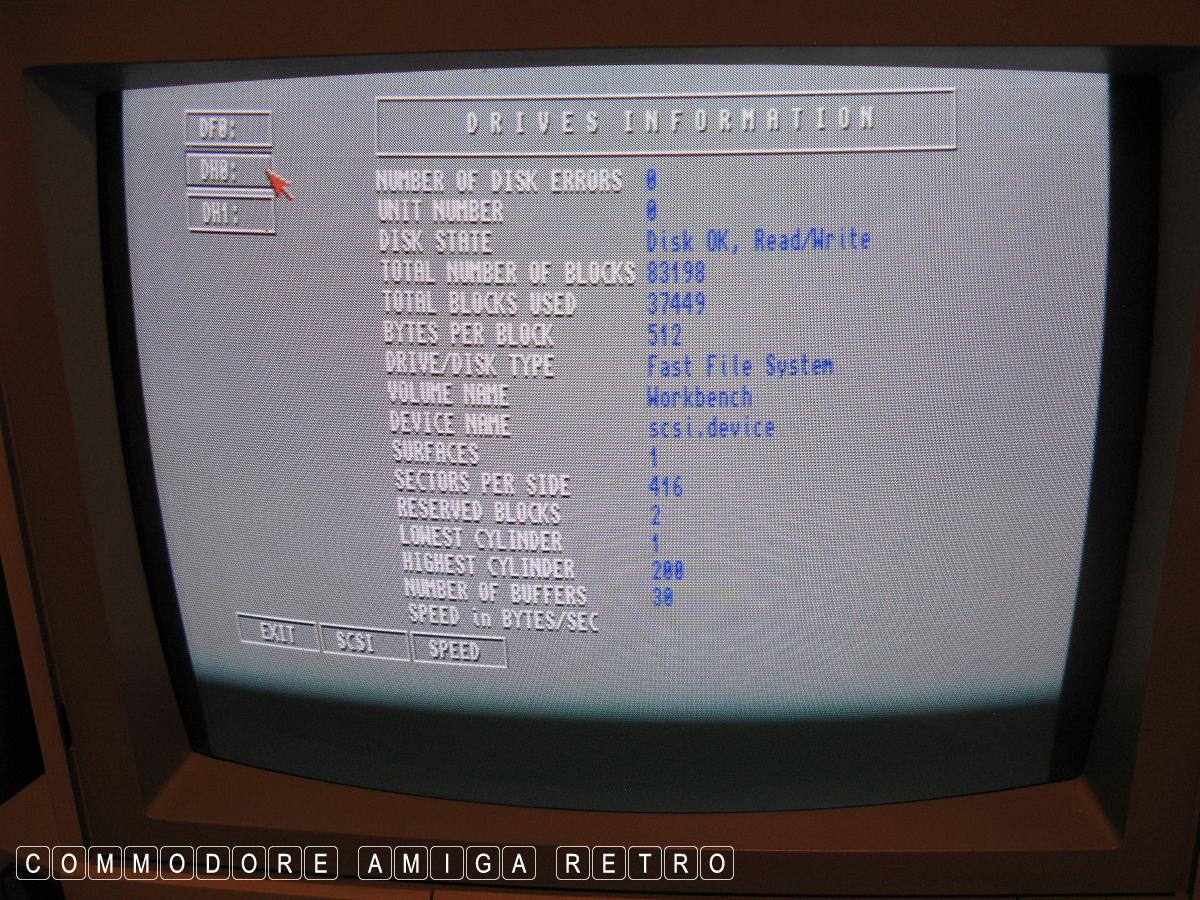 DF0:
DH0:
DH1:
DRIVES INFORMATION
NUMBER OF DISK ERRORS 0
UNIT NUMBER 0
DISK STATE Disk OK, Read/Write
TOTAL NUMBER OF BLOCKS 83198
TOTAL BLOCKS USED 37449
BYTES PER BLOCK 512
DRIVE/DISK TYPE Fast File System
VOLUME NAME Workbench
DEVICE NAME scsi.device
SURFACES 1
SECTORS PER SIDE 416
RESERVED BLOCKS 2
LOWEST CYLINDER 1
HIGHEST CYLINDER 200
NUMBER OF BUFFERS 30
SPEED in BYTES/SEC
EXIT SCSI SPEED
COMMODORE AMIGA RETRO